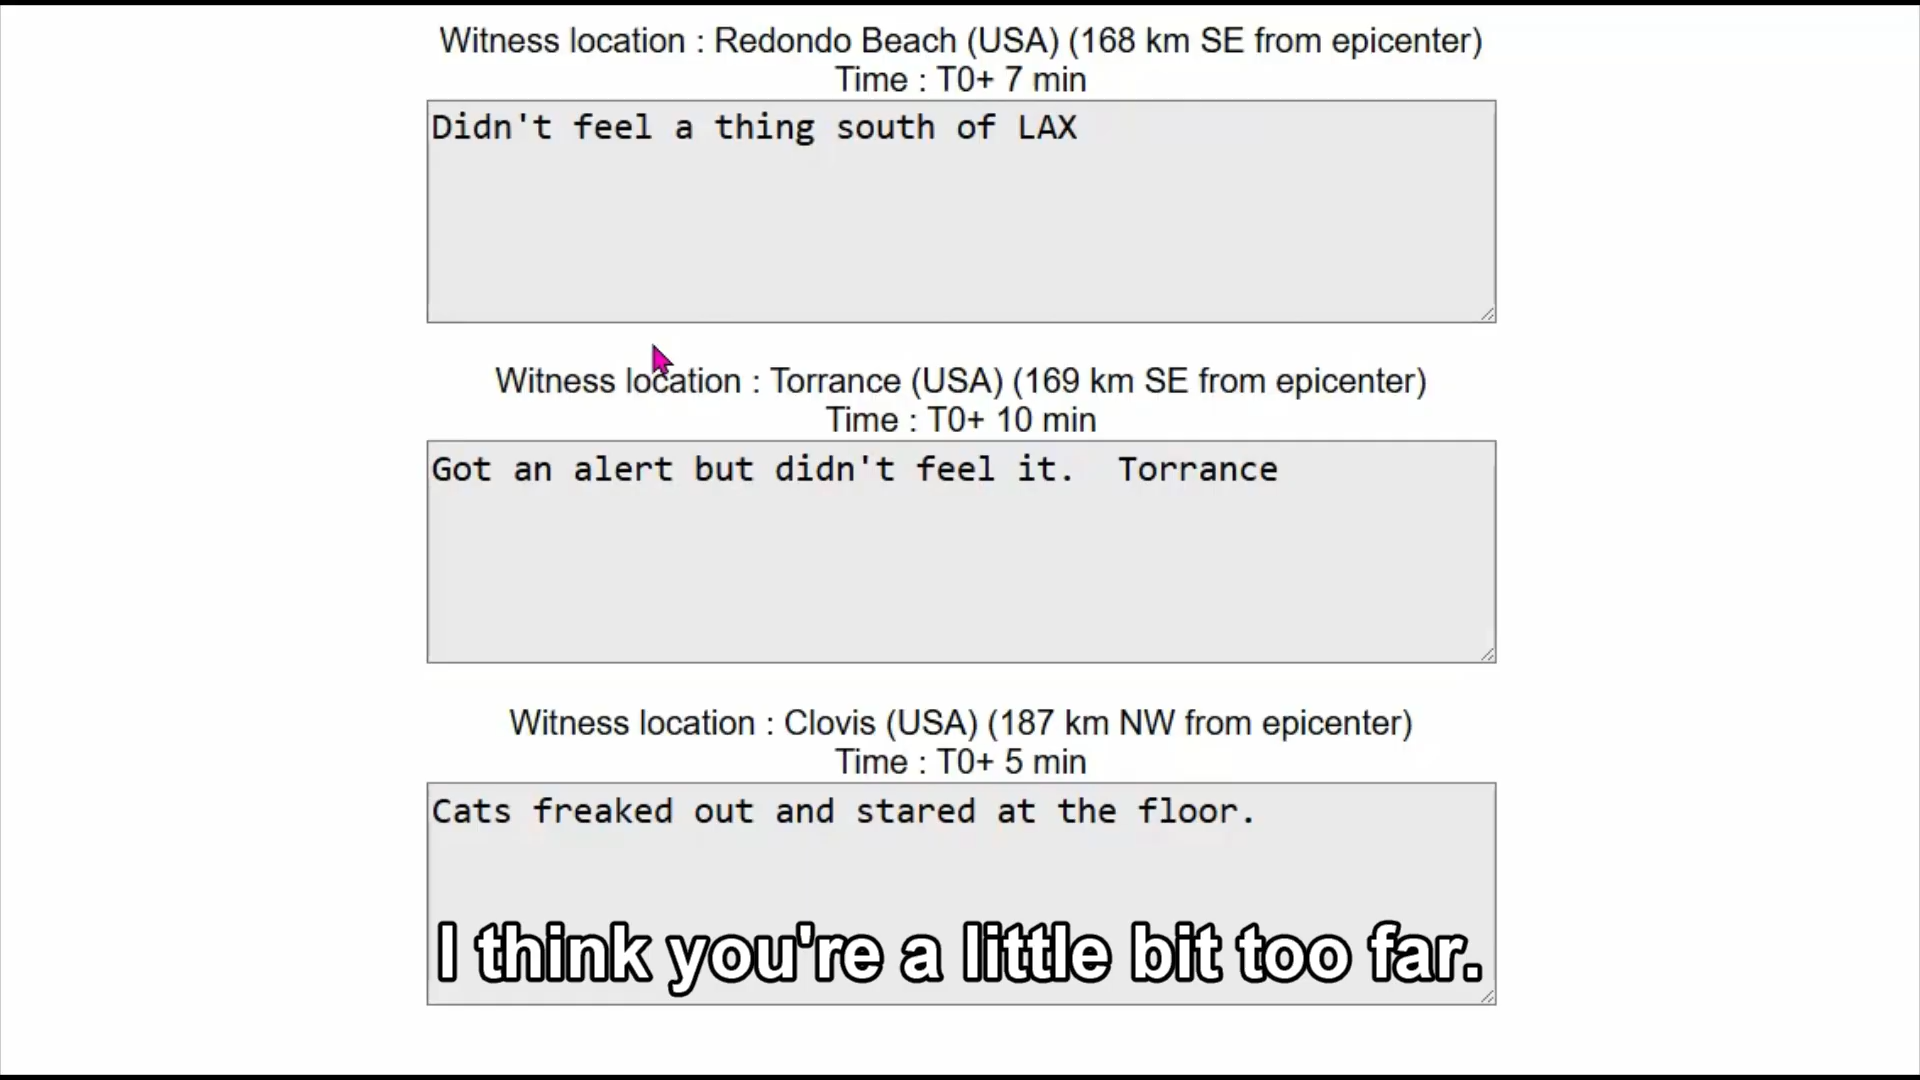 Witness location : Redondo Beach (USA) (168 km SE from epicenter)
Time : T0+ 7 min
Didn't feel a thing south of LAX
Witness location : Torrance (USA) (169 km SE from epicenter)
Time : T0+ 10 min
Got an alert but didn't feel it.  Torrance
Witness location : Clovis (USA) (187 km NW from epicenter)
Time : T0+ 5 min
Cats freaked out and stared at the floor.
I think you're a little bit too far.